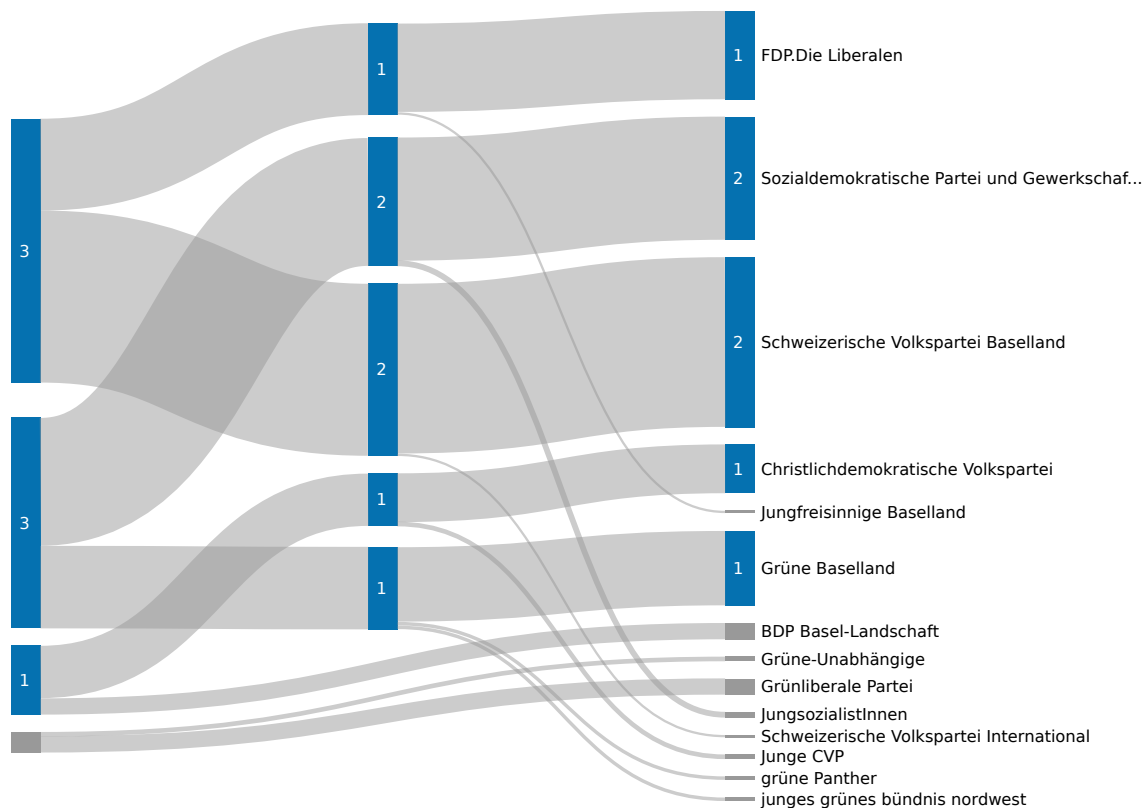 1 1 FDP.Die Liberalen
3 2 2 Sozialdemokratische Partei und Gewerkschaf...
2 2 Schweizerische Volkspartei Baselland
1 1 Christlichdemokratische Volkspartei
Jungfreisinnige Baselland
3 1 1 Grüne Baselland
BDP Basel-Landschaft
Grüne-Unabhängige
1 Grünliberale Partei
JungsozialistInnen
Schweizerische Volkspartei International
Junge CVP
grüne Panther
junges grünes bündnis nordwest